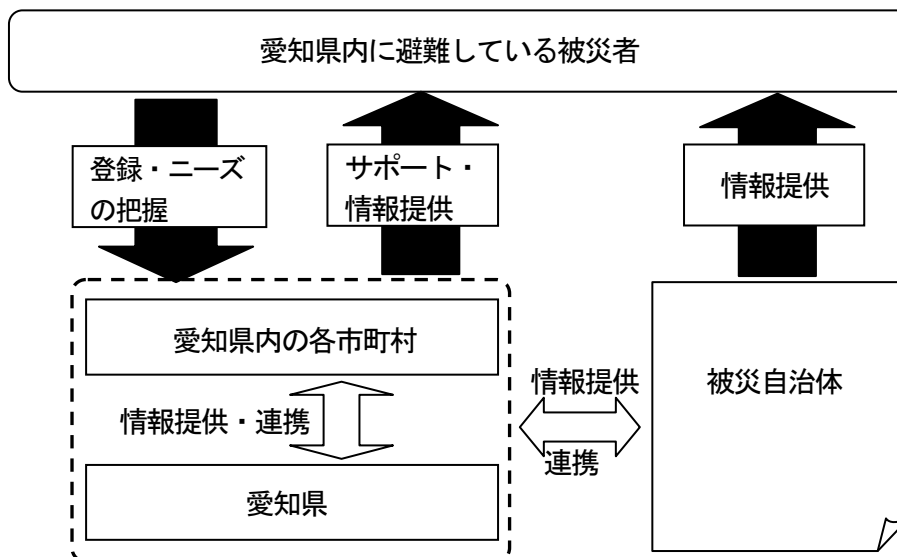 愛知県内に避難している被災者
登録・ニーズ
の把握
サポート・
情報提供
情報提供
愛知県内の各市町村
情報提供・連携
愛知県
情報提供
連携
被災自治体